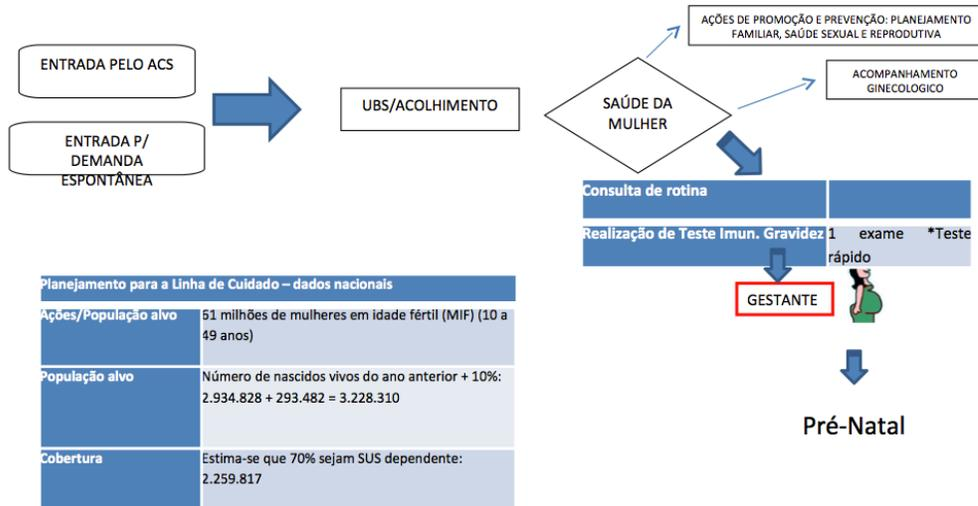 AÇÕES DE PROMOÇÃO E PREVENÇÃO: PLANEJAMENTO
FAMILIAR, SAÚDE SEXUAL E REPRODUTIVA
ENTRADA PELO ACS
ACOMPANHAMENTO
GINECOLOGICO
UBS/ACOLHIMENTO
SAÚDE DA
MULHER
ENTRADA P/
DEMANDA
ESPONTÂNEA
Consulta de rotina
Realização de Teste Imun. Gravidez
1 exame *Teste
rápido
GESTANTE
Pré-Natal
Planejamento para a Linha de Cuidado – dados nacionais
Ações/População alvo
61 milhões de mulheres em idade fértil (MIF) (10 a
49 anos)
População alvo
Número de nascidos vivos do ano anterior + 10%:
2.934.828 + 293.482 = 3.228.310
Cobertura
Estima-se que 70% sejam SUS dependente:
2.259.817